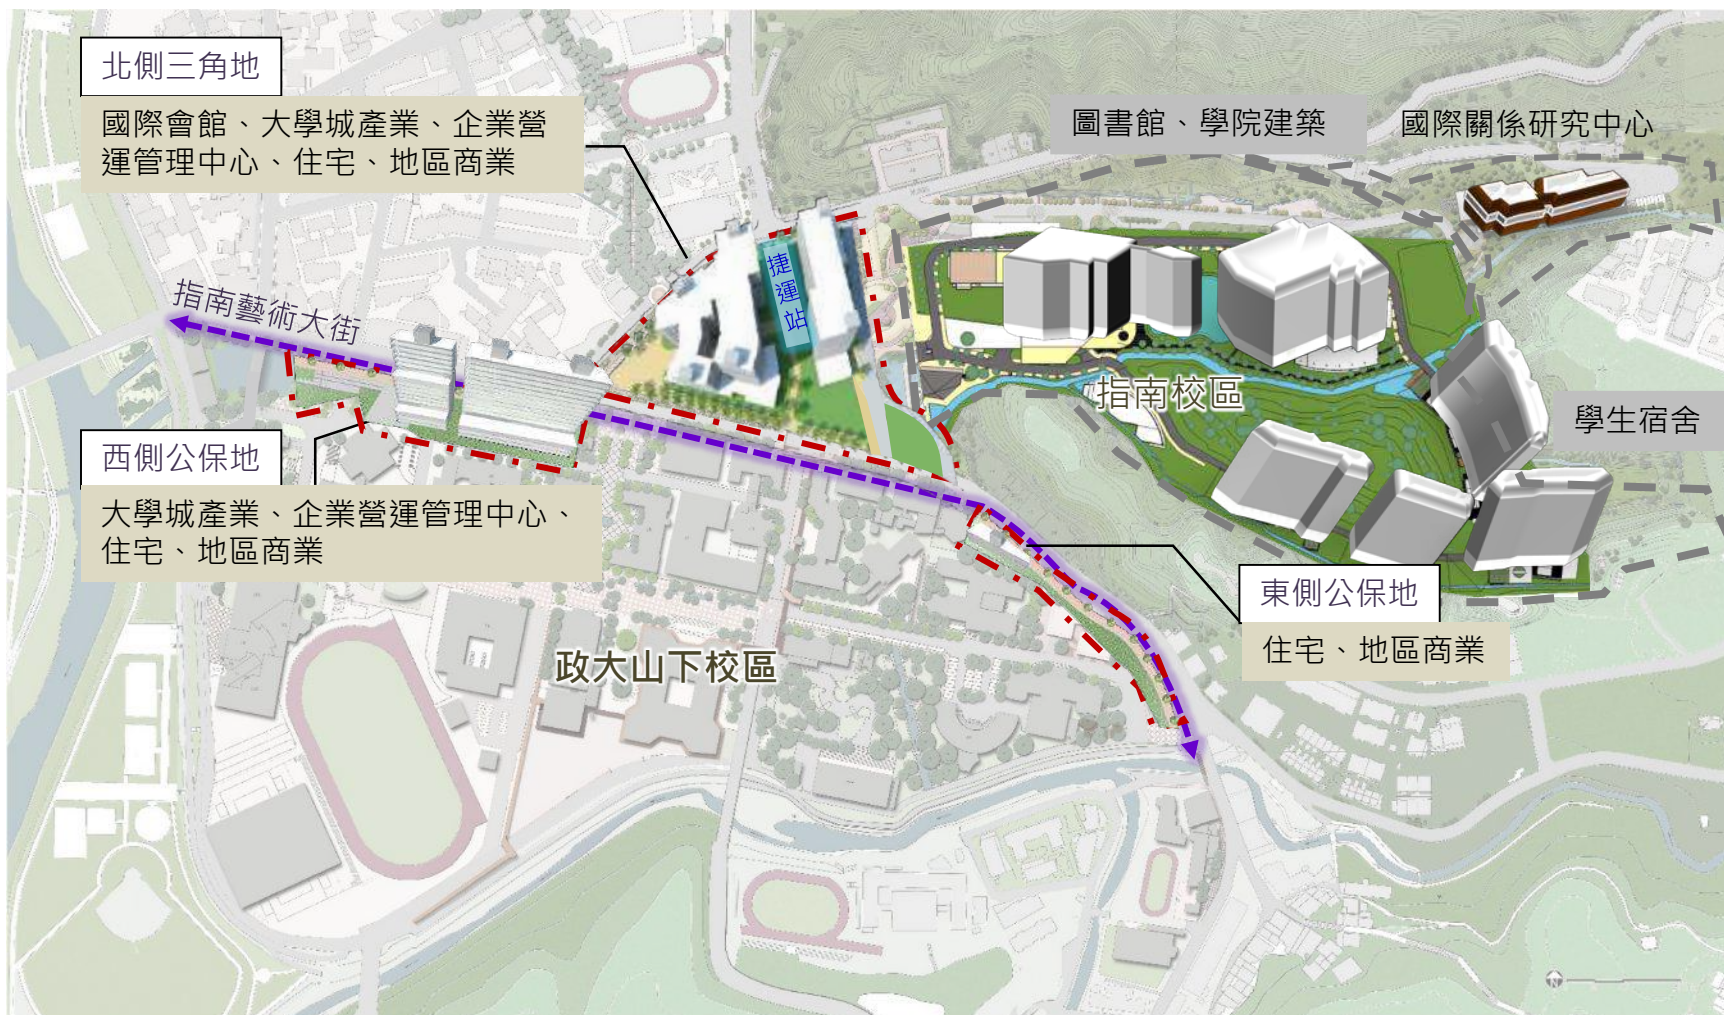 北側三角地
國際會館、大學城產業、企業營
運管理中心、住宅、地區商業
圖書館、學院建築
國際關係研究中心
捷運站
指南藝術大街
指南校區
學生宿舍
西側公保地
大學城產業、企業營運管理中心、
住宅、地區商業
東側公保地
住宅、地區商業
政大山下校區
N